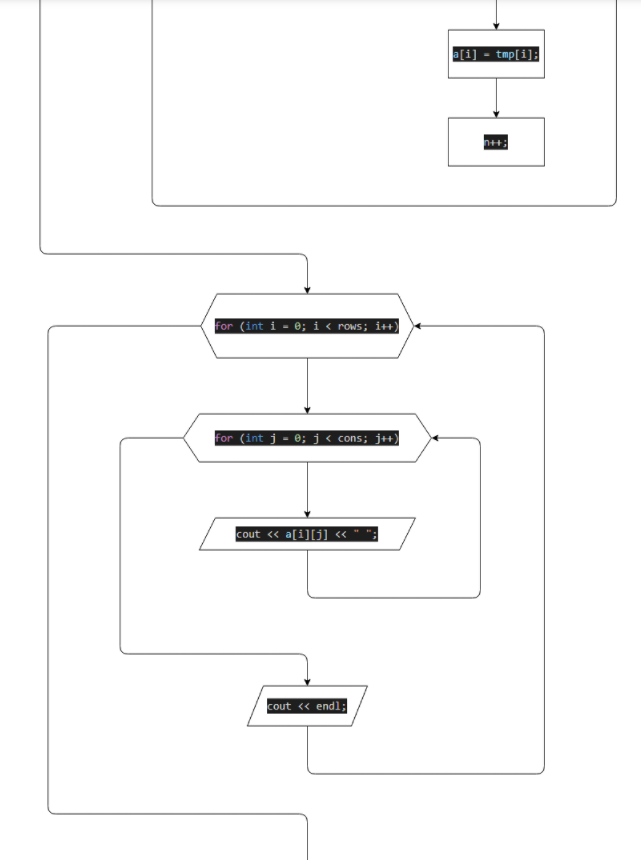 a[i] = tmp[i];
n++;
for (int i = 0; i < rows; i++)
for (int j = 0; j < cons; j++)
cout << a[i][j] << " ";
cout << endl;